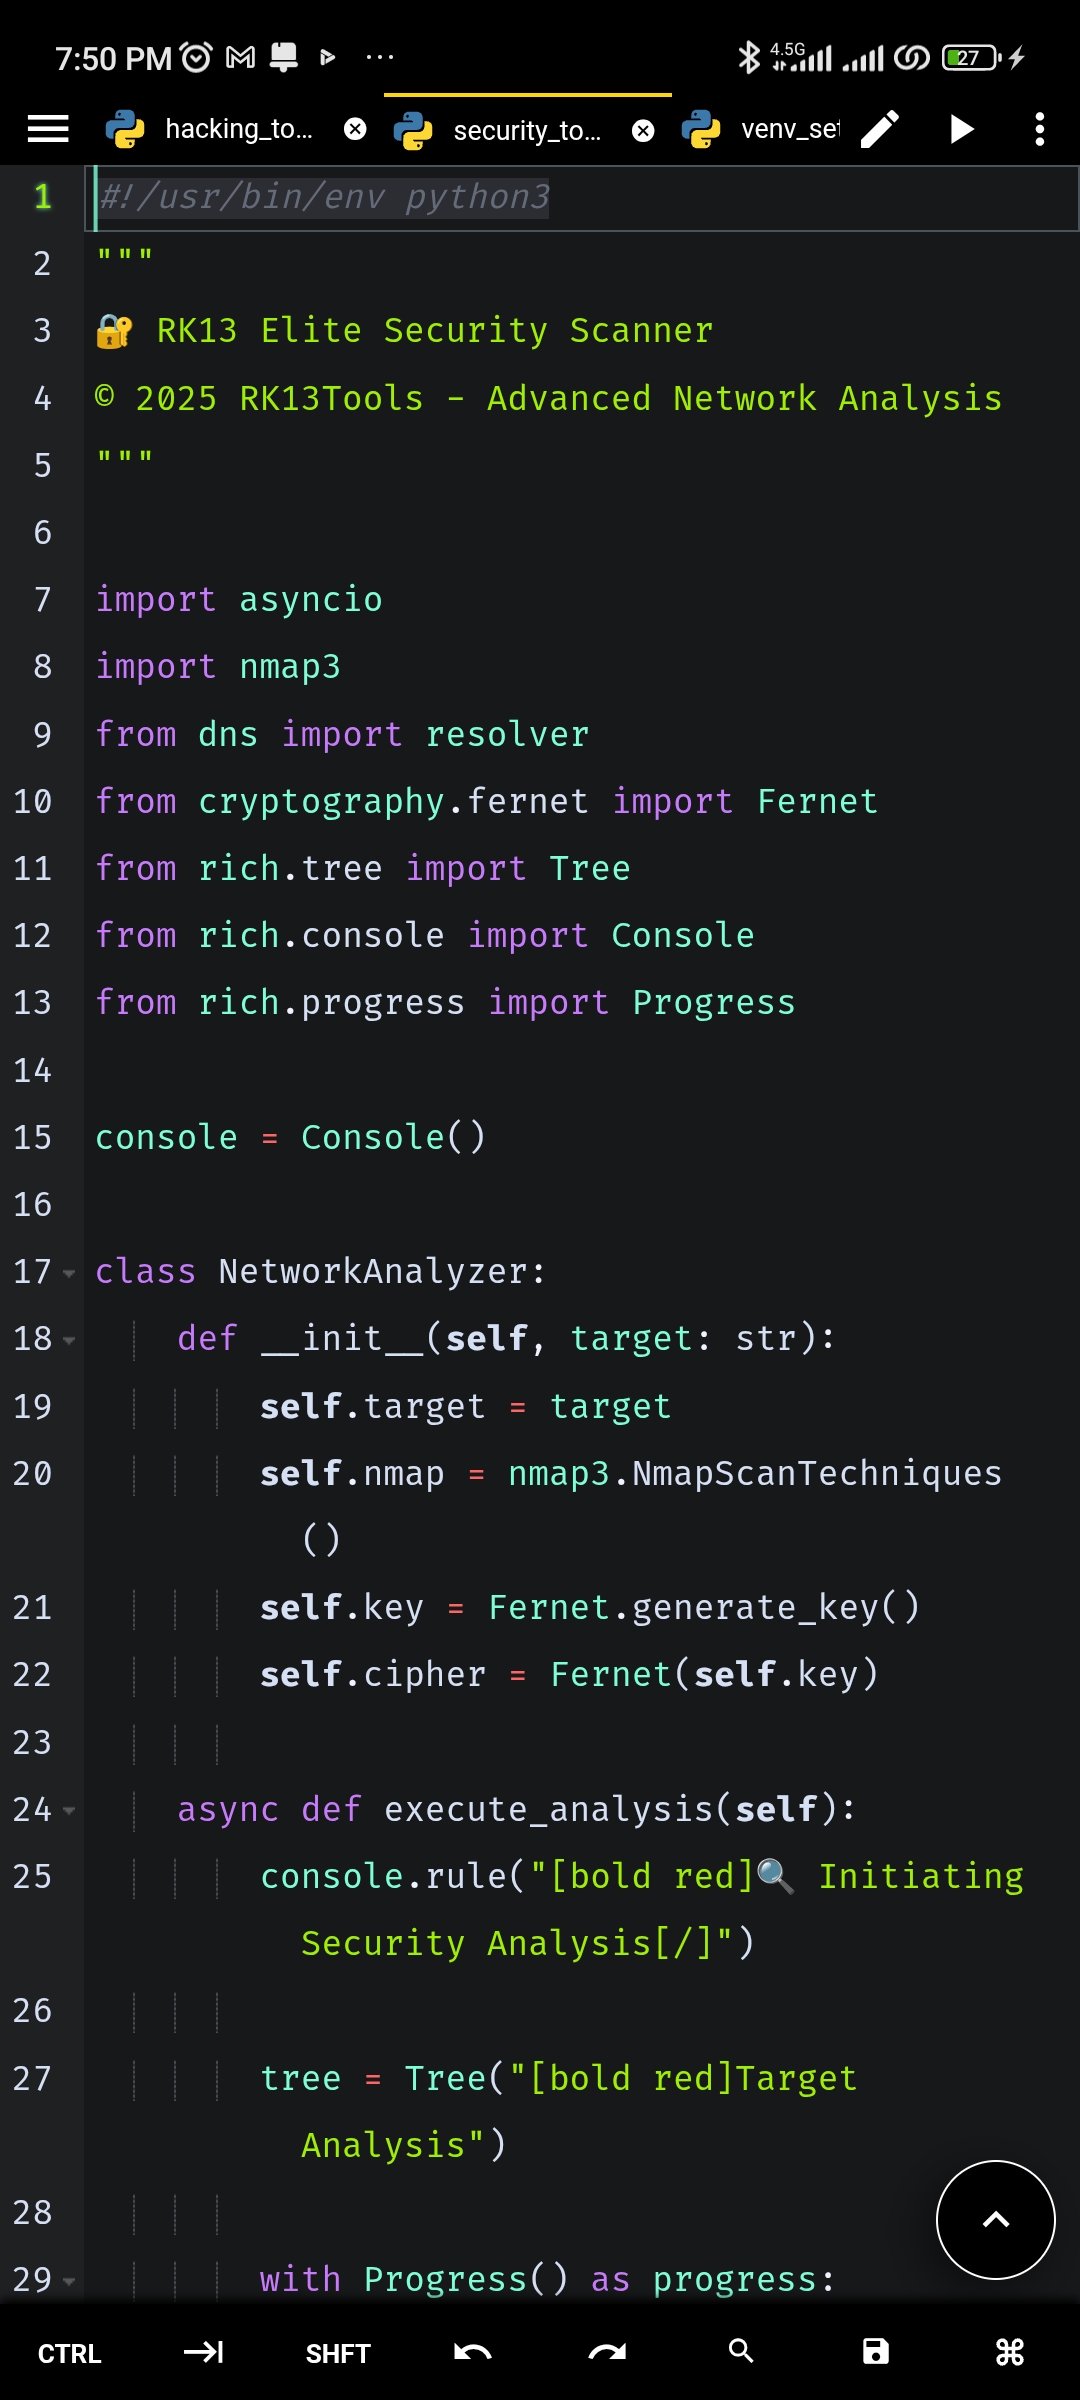 7:50 PM ... 4.5G 27
hacking_to... security_to... venv_set
1 #!/usr/bin/env python3
2 """
3 🔐 RK13 Elite Security Scanner
4 © 2025 RK13Tools - Advanced Network Analysis
5 """
6
7 import asyncio
8 import nmap3
9 from dns import resolver
10 from cryptography.fernet import Fernet
11 from rich.tree import Tree
12 from rich.console import Console
13 from rich.progress import Progress
14
15 console = Console()
16
17 class NetworkAnalyzer:
18 def __init__(self, target: str):
19 self.target = target
20 self.nmap = nmap3.NmapScanTechniques
()
21 self.key = Fernet.generate_key()
22 self.cipher = Fernet(self.key)
23
24 async def execute_analysis(self):
25 console.rule("[bold red]🔍 Initiating
Security Analysis[/]")
26
27 tree = Tree("[bold red]Target
Analysis")
28
29 with Progress() as progress:
CTRL SHFT